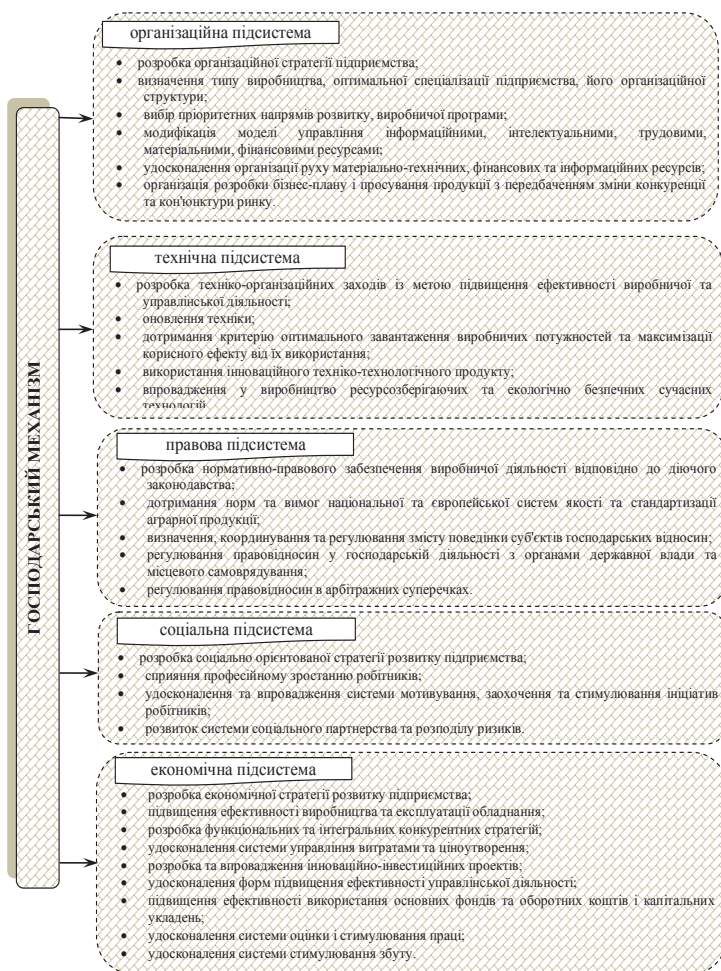 організаційна підсистема
• розробка організаційної стратегії підприємства;
• визначення типу виробництва, оптимальної спеціалізації підприємства, його організаційної
структури;
• вибір пріоритетних напрямів розвитку, виробничої програми;
• модифікація моделі управління інформаційними, інтелектуальними, трудовими,
матеріальними, фінансовими ресурсами;
• удосконалення організації руху матеріально-технічних, фінансових та інформаційних ресурсів;
• організація розробки бізнес-плану і просування продукції з передбаченням зміни конкуренції
та кон'юнктури ринку.
технічна підсистема
• розробка техніко-організаційних заходів із метою підвищення ефективності виробничої та
управлінської діяльності;
• оновлення техніки;
• дотримання критерію оптимального завантаження виробничих потужностей та максимізації
корисного ефекту від їх використання;
• використання інноваційного техніко-технологічного продукту;
• впровадження у виробництво ресурсозберігаючих та екологічно безпечних сучасних
технологій
ГОСПОДАРСЬКИЙ МЕХАНІЗМ
правова підсистема
• розробка нормативно-правового забезпечення виробничої діяльності відповідно до діючого
законодавства;
• дотримання норм та вимог національної та європейської систем якості та стандартизації
аграрної продукції;
• визначення, координування та регулювання змісту поведінки суб'єктів господарських відносин;
• регулювання правовідносин у господарській діяльності з органами державної влади та
місцевого самоврядування;
• регулювання правовідносин в арбітражних суперечках.
соціальна підсистема
• розробка соціально орієнтованої стратегії розвитку підприємства;
• сприяння професійному зростанню робітників;
• удосконалення та впровадження системи мотивування, заохочення та стимулювання ініціатив
робітників;
• розвиток системи соціального партнерства та розподілу ризиків.
економічна підсистема
• розробка економічної стратегії розвитку підприємства;
• підвищення ефективності виробництва та експлуатації обладнання;
• розробка функціональних та інтегральних конкурентних стратегій;
• удосконалення системи управління витратами та ціноутворення;
• розробка та впровадження інноваційно-інвестиційних проектів;
• удосконалення форм підвищення ефективності управлінської діяльності;
• підвищення ефективності використання основних фондів та оборотних коштів і капітальних
укладень;
• удосконалення системи оцінки і стимулювання праці;
• удосконалення системи стимулювання збуту.